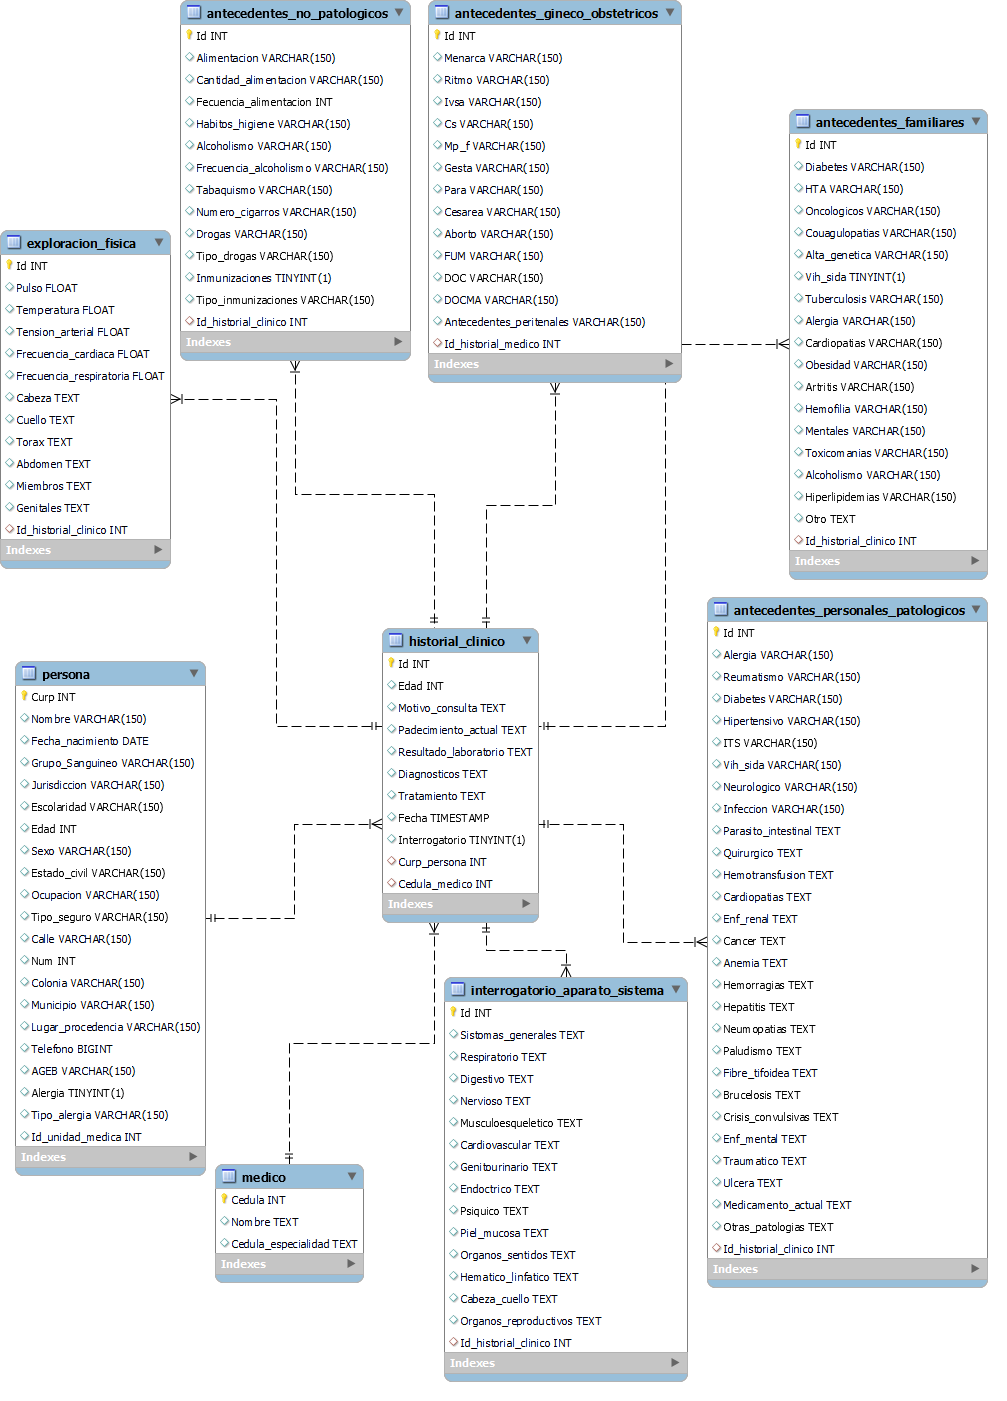 antecedentes_no_patologicos
Id INT
Alimentacion VARCHAR(150)
Cantidad_alimentacion VARCHAR(150)
Fecuencia_alimentacion INT
Habitos_higiene VARCHAR(150)
Alcoholismo VARCHAR(150)
Frecuencia_alcoholismo VARCHAR(150)
Tabaquismo VARCHAR(150)
Numero_cigarros VARCHAR(150)
Drogas VARCHAR(150)
Tipo_drogas VARCHAR(150)
Inmunizaciones TINYINT(1)
Tipo_inmunizaciones VARCHAR(150)
Id_historial_clinico INT
Indexes
antecedentes_gineco_obstetricos
Id INT
Menarca VARCHAR(150)
Ritmo VARCHAR(150)
Ivsa VARCHAR(150)
Cs VARCHAR(150)
Mp_f VARCHAR(150)
Gesta VARCHAR(150)
Para VARCHAR(150)
Cesarea VARCHAR(150)
Aborto VARCHAR(150)
FUM VARCHAR(150)
DOC VARCHAR(150)
DOCMA VARCHAR(150)
Antecedentes_peritenales VARCHAR(150)
Id_historial_medico INT
Indexes
antecedentes_familiares
Id INT
Diabetes VARCHAR(150)
HTA VARCHAR(150)
Oncologicos VARCHAR(150)
Couagulopatias VARCHAR(150)
Alta_genetica VARCHAR(150)
Vih_sida TINYINT(1)
Tuberculosis VARCHAR(150)
Alergia VARCHAR(150)
Cardiopatias VARCHAR(150)
Obesidad VARCHAR(150)
Artritis VARCHAR(150)
Hemofilia VARCHAR(150)
Mentales VARCHAR(150)
Toxicomanias VARCHAR(150)
Alcoholismo VARCHAR(150)
Hiperlipidemias VARCHAR(150)
Otro TEXT
Id_historial_clinico INT
Indexes
exploracion_fisica
Id INT
Pulso FLOAT
Temperatura FLOAT
Tension_arterial FLOAT
Frecuencia_cardiaca FLOAT
Frecuencia_respiratoria FLOAT
Cabeza TEXT
Cuello TEXT
Torax TEXT
Abdomen TEXT
Miembros TEXT
Genitales TEXT
Id_historial_clinico INT
Indexes
historial_clinico
Id INT
Edad INT
Motivo_consulta TEXT
Padecimiento_actual TEXT
Resultado_laboratorio TEXT
Diagnosticos TEXT
Tratamiento TEXT
Fecha TIMESTAMP
Interrogatorio TINYINT(1)
Curp_persona INT
Cedula_medico INT
Indexes
persona
Curp INT
Nombre VARCHAR(150)
Fecha_nacimiento DATE
Grupo_Sanguineo VARCHAR(150)
Jurisdiccion VARCHAR(150)
Escolaridad VARCHAR(150)
Edad INT
Sexo VARCHAR(150)
Estado_civil VARCHAR(150)
Ocupacion VARCHAR(150)
Tipo_seguro VARCHAR(150)
Calle VARCHAR(150)
Num INT
Colonia VARCHAR(150)
Municipio VARCHAR(150)
Lugar_procedencia VARCHAR(150)
Telefono BIGINT
AGEB VARCHAR(150)
Alergia TINYINT(1)
Tipo_alergia VARCHAR(150)
Id_unidad_medica INT
Indexes
antecedentes_personales_patologicos
Id INT
Alergia VARCHAR(150)
Reumatismo VARCHAR(150)
Diabetes VARCHAR(150)
Hipertensivo VARCHAR(150)
ITS VARCHAR(150)
Vih_sida VARCHAR(150)
Neurologico VARCHAR(150)
Infeccion VARCHAR(150)
Parasito_intestinal TEXT
Quirurgico TEXT
Hemotransfusion TEXT
Cardiopatias TEXT
Enf_renal TEXT
Cancer TEXT
Anemia TEXT
Hemorragias TEXT
Hepatitis TEXT
Neumopatias TEXT
Paludismo TEXT
Fibre_tifoidea TEXT
Brucelosis TEXT
Crisis_convulsivas TEXT
Enf_mental TEXT
Traumatico TEXT
Ulcera TEXT
Medicamento_actual TEXT
Otras_patologias TEXT
Id_historial_clinico INT
Indexes
interrogatorio_aparato_sistema
Id INT
Sistomas_generales TEXT
Respiratorio TEXT
Digestivo TEXT
Nervioso TEXT
Musculoesqueletico TEXT
Cardiovascular TEXT
Genitourinario TEXT
Endoctrico TEXT
Psiquico TEXT
Piel_mucosa TEXT
Organos_sentidos TEXT
Hematico_linfatico TEXT
Cabeza_cuello TEXT
Organos_reproductivos TEXT
Id_historial_clinico INT
Indexes
medico
Cedula INT
Nombre TEXT
Cedula_especialidad TEXT
Indexes